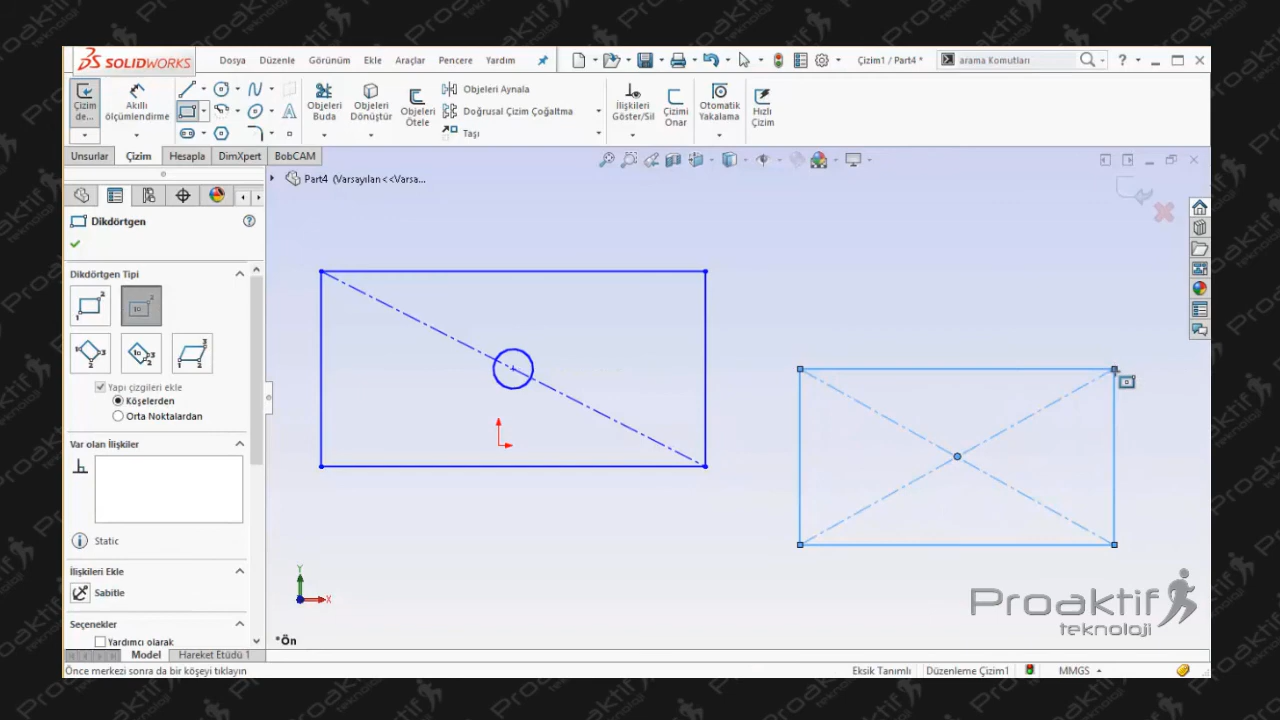 Proaktif
teknoloji
SOLIDWORKS
Dosya Düzenle Görünüm Ekle Araçlar Pencere Yardım
Çizim1 / Part4 *
arama Komutları
Çizim de...
Akıllı ölçümlendirme
Objeleri Buda
Objeleri Dönüştür
Objeleri Ötele
Objeleri Aynala
Doğrusal Çizim Çoğaltma
Taşı
İlişkileri Göster/Sil
Çizimi Onar
Otomatik Yakalama
Hızlı Çizim
Unsurlar Çizim Hesapla DimXpert BobCAM
Part4 (Varsayılan<<Varsa...
Dikdörtgen
Dikdörtgen Tipi
Yapı çizgileri ekle
Köşelerden
Orta Noktalardan
Var olan İlişkiler
Static
İlişkileri Ekle
Sabitle
Seçenekler
Yardımcı olarak
Y
X
*Ön
Proaktif
teknoloji
Model Hareket Etüdü 1
Önce merkezi sonra da bir köşeyi tıklayın
Eksik Tanımlı Düzenleme Çizim1 MMGS